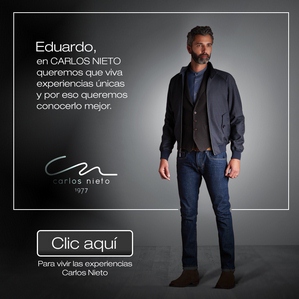 Eduardo,
en CARLOS NIETO
queremos que viva
experiencias únicas
y por eso queremos
conocerlo mejor.
carlos nieto
1977
Clic aquí
Para vivir las experiencias
Carlos Nieto